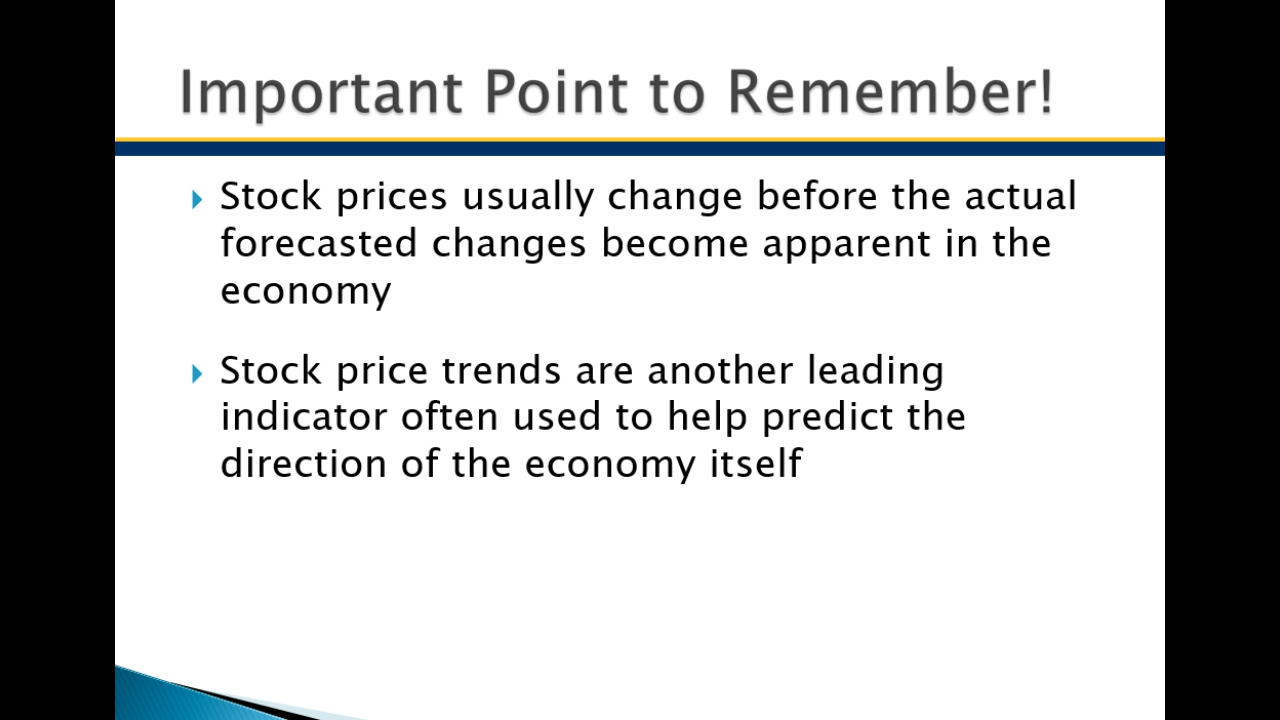 Important Point to Remember!
Stock prices usually change before the actual
forecasted changes become apparent in the
economy
Stock price trends are another leading
indicator often used to help predict the
direction of the economy itself